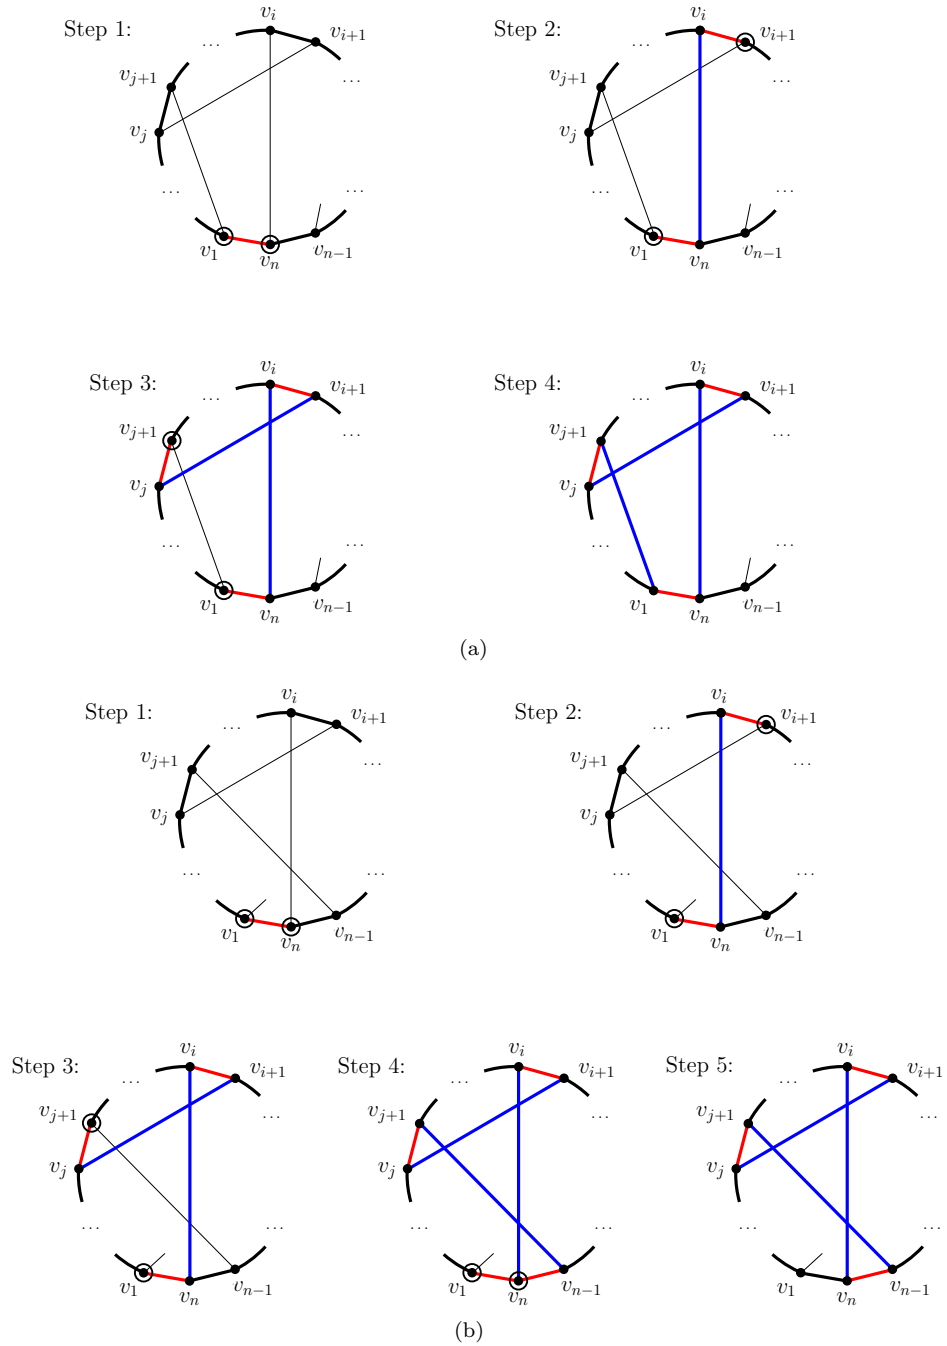 Step 1:
$v_i$
$v_{i+1}$
...
...
$v_{j+1}$
$v_j$
...
...
$v_1$
$v_n$
$v_{n-1}$
Step 2:
$v_i$
$v_{i+1}$
...
...
$v_{j+1}$
$v_j$
...
...
$v_1$
$v_n$
$v_{n-1}$
Step 3:
$v_i$
$v_{i+1}$
...
...
$v_{j+1}$
$v_j$
...
...
$v_1$
$v_n$
$v_{n-1}$
Step 4:
$v_i$
$v_{i+1}$
...
...
$v_{j+1}$
$v_j$
...
...
$v_1$
$v_n$
$v_{n-1}$
(a)
Step 1:
$v_i$
$v_{i+1}$
...
...
$v_{j+1}$
$v_j$
...
...
$v_1$
$v_n$
$v_{n-1}$
Step 2:
$v_i$
$v_{i+1}$
...
...
$v_{j+1}$
$v_j$
...
...
$v_1$
$v_n$
$v_{n-1}$
Step 3:
$v_i$
$v_{i+1}$
...
...
$v_{j+1}$
$v_j$
...
...
$v_1$
$v_n$
$v_{n-1}$
Step 4:
$v_i$
$v_{i+1}$
...
...
$v_{j+1}$
$v_j$
...
...
$v_1$
$v_n$
$v_{n-1}$
Step 5:
$v_i$
$v_{i+1}$
...
...
$v_{j+1}$
$v_j$
...
...
$v_1$
$v_n$
$v_{n-1}$
(b)